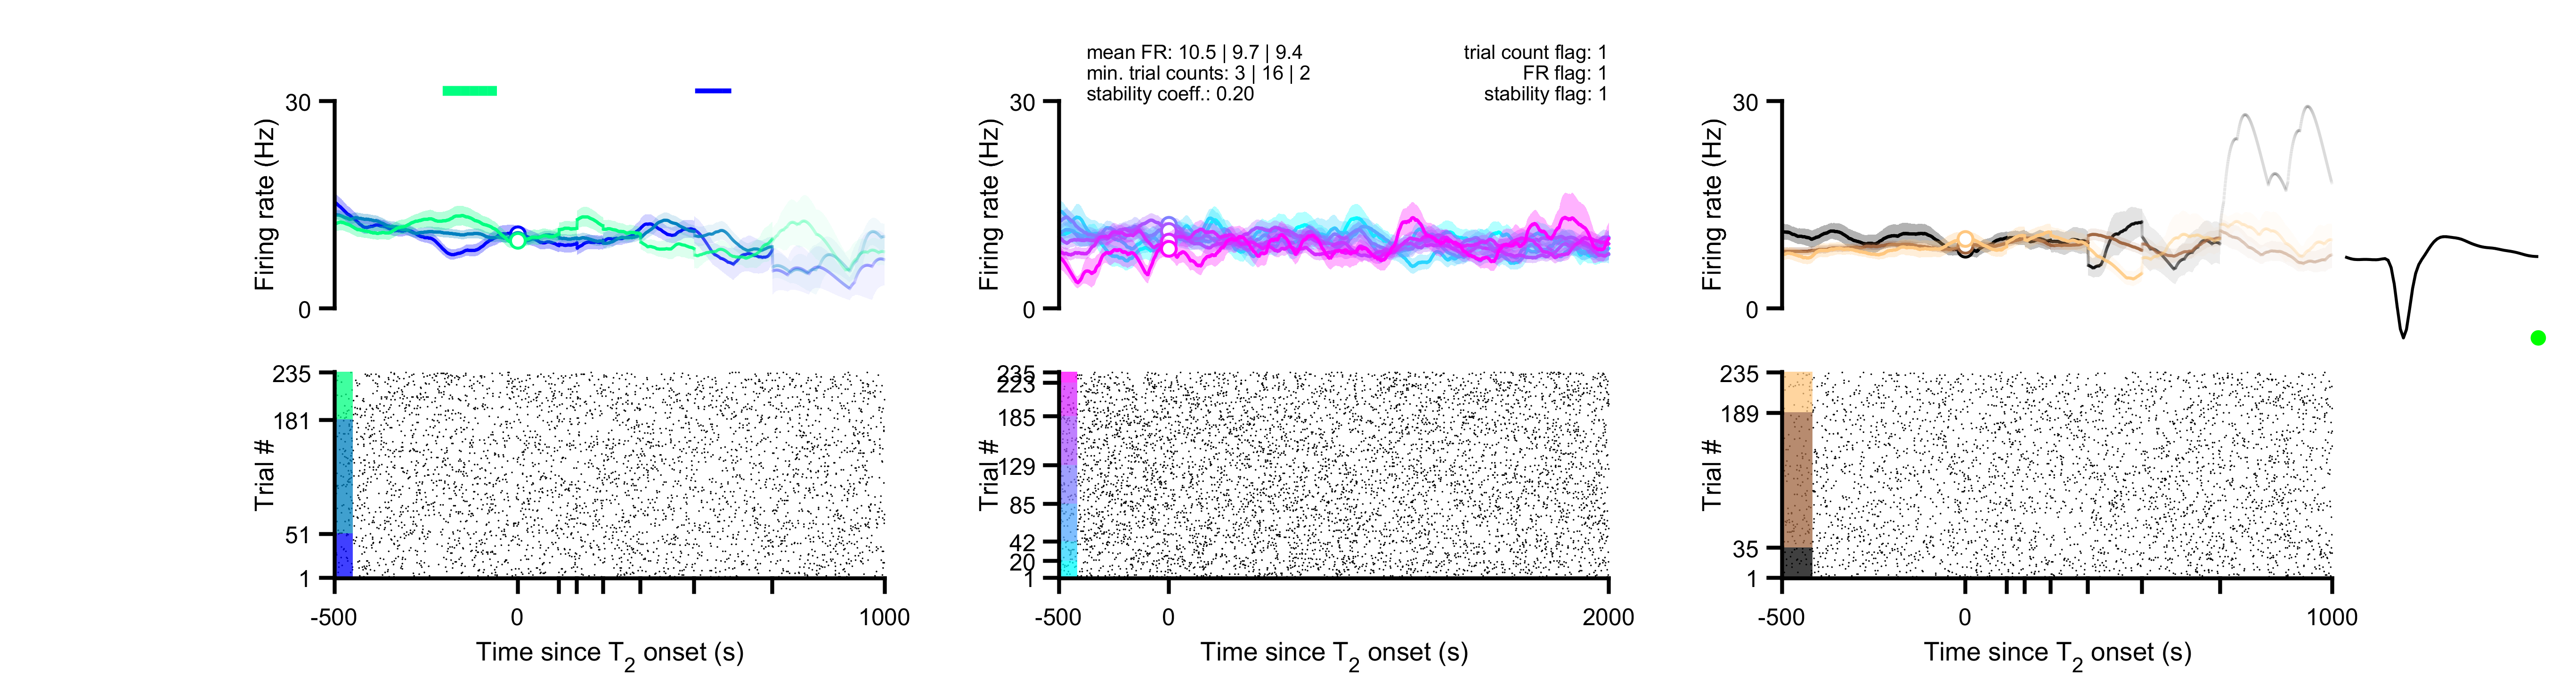 mean FR: 10.5 | 9.7 | 9.4
min. trial counts: 3 | 16 | 2
stability coeff.: 0.20
trial count flag: 1
FR flag: 1
stability flag: 1
30
Firing rate (Hz)
0
30
Firing rate (Hz)
0
30
Firing rate (Hz)
0
235
181
Trial #
51
1
-500
0
1000
Time since T2 onset (s)
235
223
185
129
Trial #
85
42
20
1
-500
0
2000
Time since T2 onset (s)
235
189
Trial #
35
1
-500
0
1000
Time since T2 onset (s)